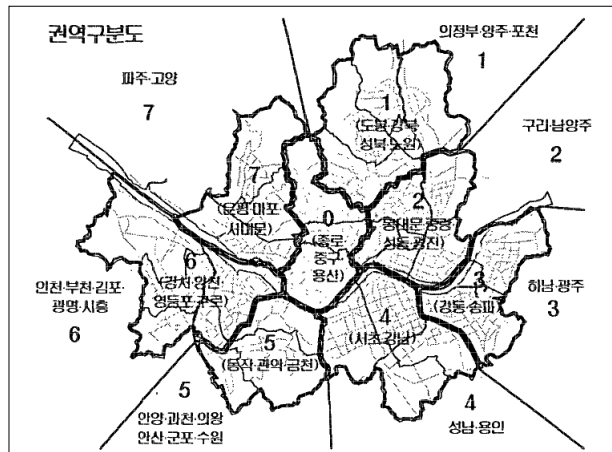 권역구분도
의정부·양주·포천
1
파주·고양
7
구리·남양주
2
1
(도봉·강북
성북·노원)
7
(은평·마포
서대문)
0
(종로
중구
용산)
2
동대문·중랑
성동·광진)
6
(강서·양천
영등포·구로)
인천·부천·김포·
광명·시흥
6
3
(강동·송파)
하남·광주
3
4
(서초·강남)
5
(동작·관악·금천)
5
안양·과천·의왕
안산·군포·수원
4
성남·용인